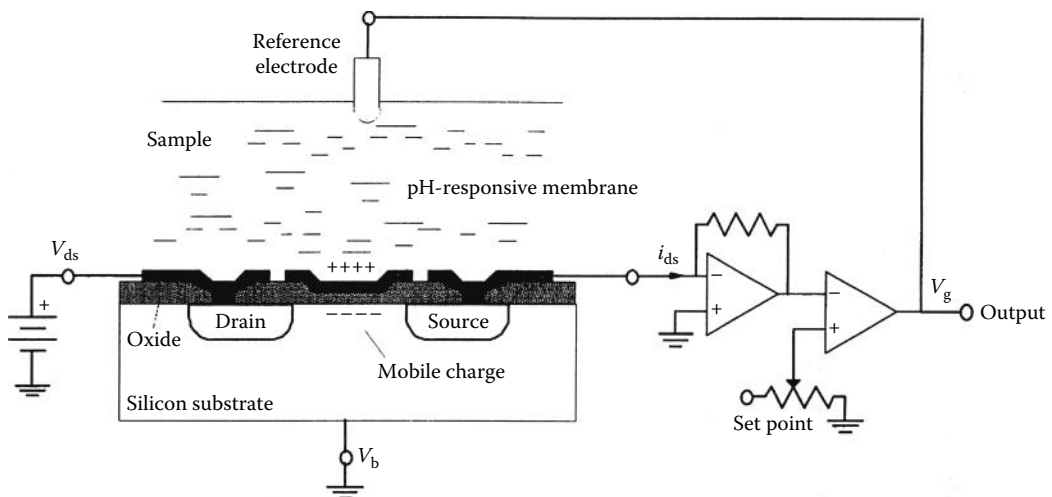 Reference
electrode
Sample
pH-responsive membrane
V_ds
++++
i_ds
V_g
Output
+
−
+
−
+
Drain
Source
Oxide
−−−−
Mobile charge
Silicon substrate
Set point
V_b